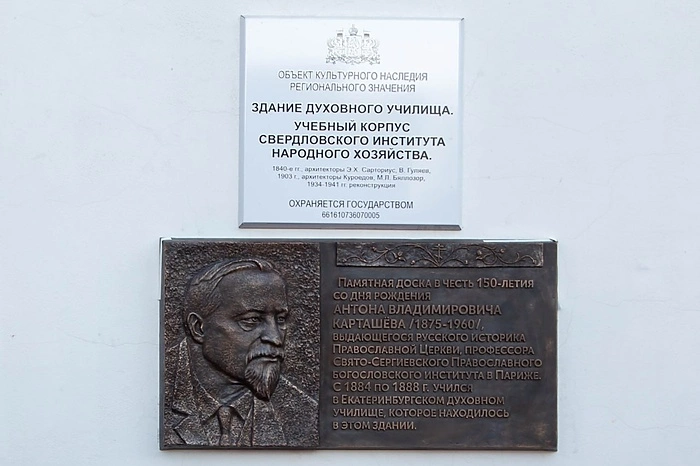 ОБЪЕКТ КУЛЬТУРНОГО НАСЛЕДИЯ
РЕГИОНАЛЬНОГО ЗНАЧЕНИЯ
ЗДАНИЕ ДУХОВНОГО УЧИЛИЩА.
УЧЕБНЫЙ КОРПУС
СВЕРДЛОВСКОГО ИНСТИТУТА
НАРОДНОГО ХОЗЯЙСТВА.
1840-е гг., архитекторы Э.Х. Сарториус, В. Гуляев,
1903 г., архитекторы Куроедов, М.Л. Бяллозор,
1934-1941 гг. реконструкция
ОХРАНЯЕТСЯ ГОСУДАРСТВОМ
661610736070005
ПАМЯТНАЯ ДОСКА В ЧЕСТЬ 150-ЛЕТИЯ
СО ДНЯ РОЖДЕНИЯ
АНТОНА ВЛАДИМИРОВИЧА
КАРТАШЁВА /1875-1960/,
ВЫДАЮЩЕГОСЯ РУССКОГО ИСТОРИКА
ПРАВОСЛАВНОЙ ЦЕРКВИ, ПРОФЕССОРА
СВЯТО-СЕРГИЕВСКОГО ПРАВОСЛАВНОГО
БОГОСЛОВСКОГО ИНСТИТУТА В ПАРИЖЕ.
С 1884 ПО 1888 Г. УЧИЛСЯ
В ЕКАТЕРИНБУРГСКОМ ДУХОВНОМ
УЧИЛИЩЕ, КОТОРОЕ НАХОДИЛОСЬ
В ЭТОМ ЗДАНИИ.